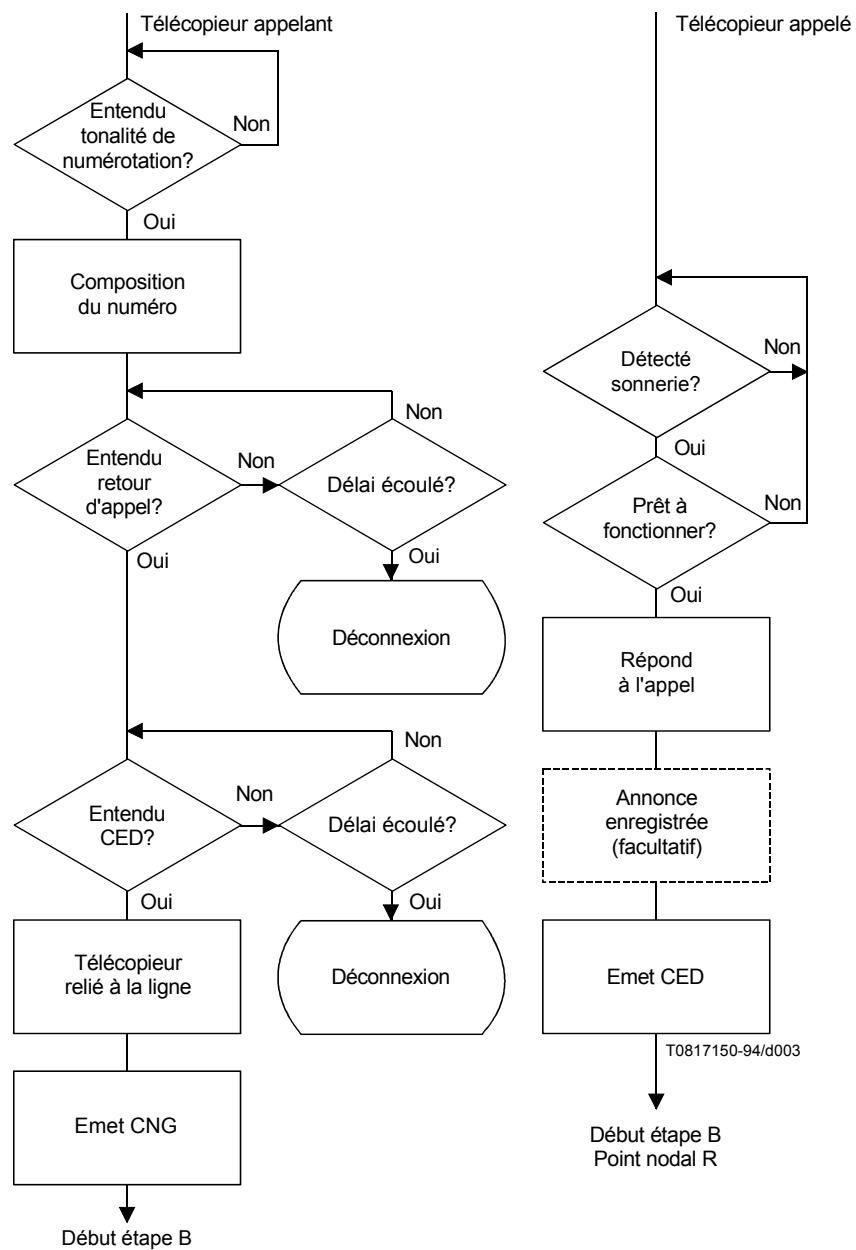 Télécopieur appelant
Entendu
tonalité de
numérotation?
Non
Oui
Composition
du numéro
Entendu
retour
d'appel?
Non
Oui
Non
Délai écoulé?
Oui
Déconnexion
Entendu
CED?
Non
Oui
Non
Délai écoulé?
Oui
Déconnexion
Télécopieur
relié à la ligne
Emet CNG
Début étape B
Télécopieur appelé
Détecté
sonnerie?
Non
Oui
Prêt à
fonctionner?
Non
Oui
Répond
à l'appel
Annonce
enregistrée
(facultatif)
Emet CED
T0817150-94/d003
Début étape B
Point nodal R